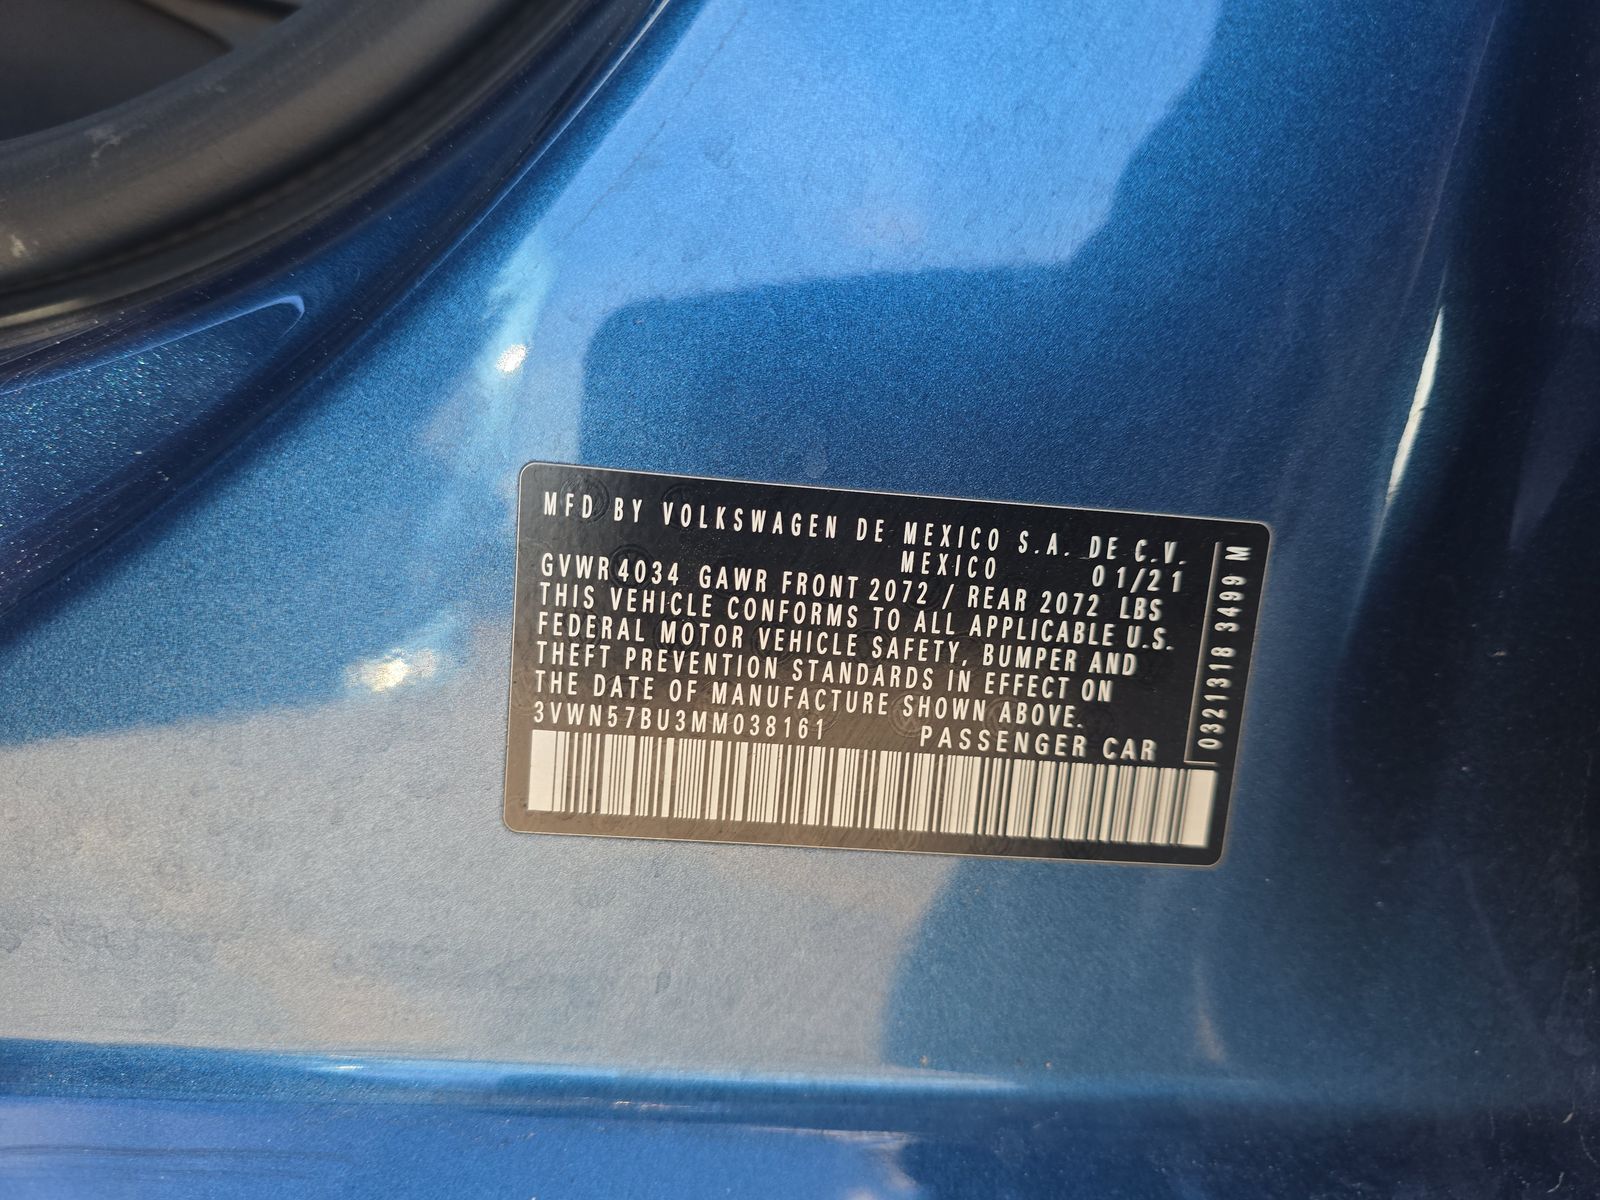 MFD BY VOLKSWAGEN DE MEXICO S.A. DE C.V.
MEXICO 01/21
GVWR 4034 GAWR FRONT 2072 / REAR 2072 LBS
THIS VEHICLE CONFORMS TO ALL APPLICABLE U.S.
FEDERAL MOTOR VEHICLE SAFETY, BUMPER AND
THEFT PREVENTION STANDARDS IN EFFECT ON
THE DATE OF MANUFACTURE SHOWN ABOVE.
3VWN57BU3MM038161 PASSENGER CAR
0321318 3499 M